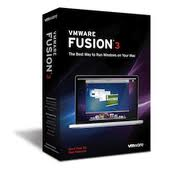 VMWARE
FUSION 3
The Best Way to Run Windows on Your Mac
vmware